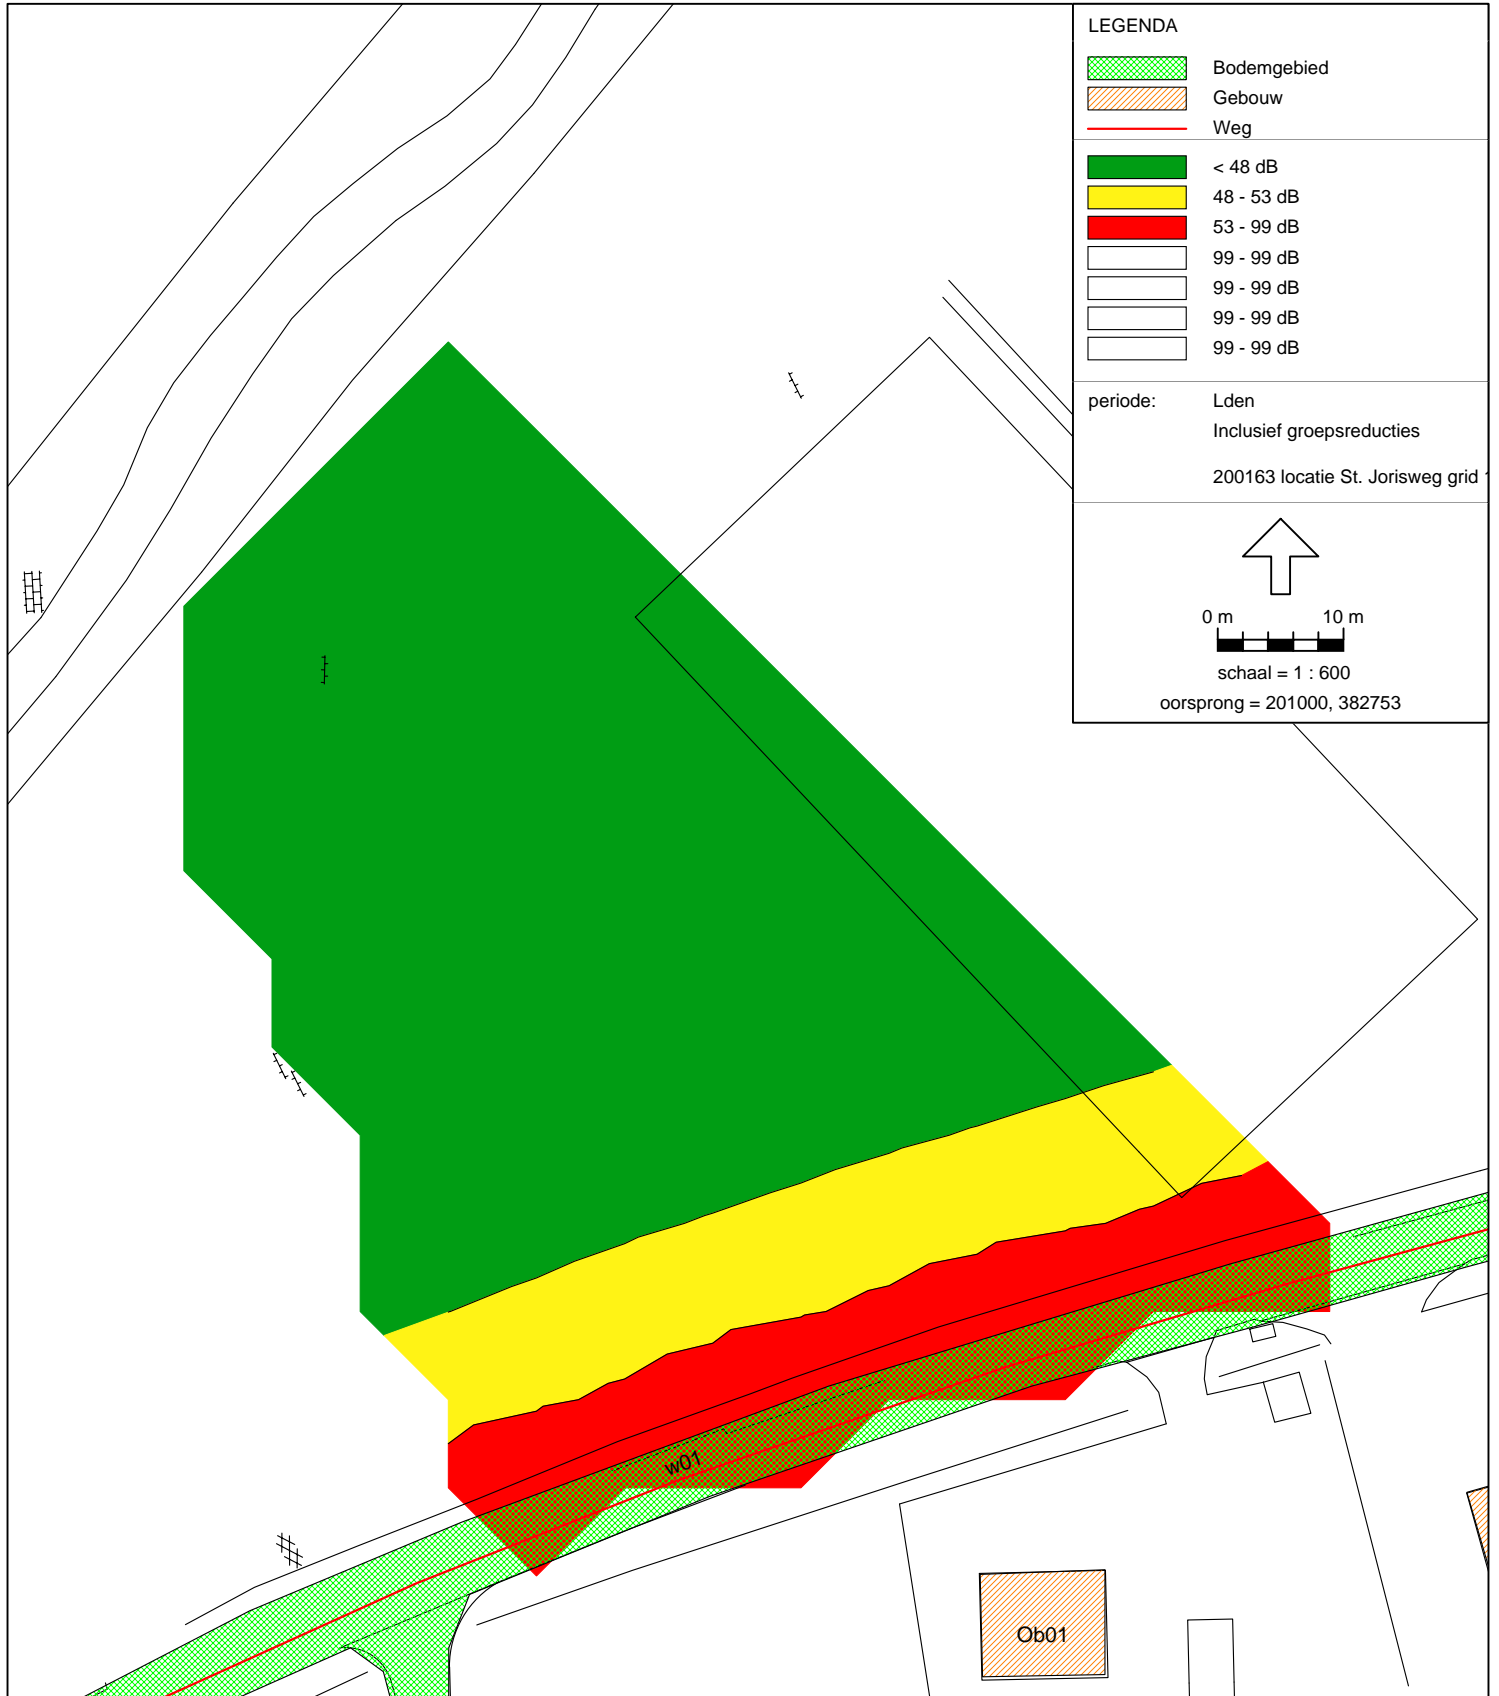 LEGENDA
Bodemgebied
Gebouw
Weg
< 48 dB
48 - 53 dB
53 - 99 dB
99 - 99 dB
99 - 99 dB
99 - 99 dB
99 - 99 dB
periode: Lden
Inclusief groepsreducties
200163 locatie St. Jorisweg grid
0 m 10 m
schaal = 1 : 600
oorsprong = 201000, 382753
w01
Ob01